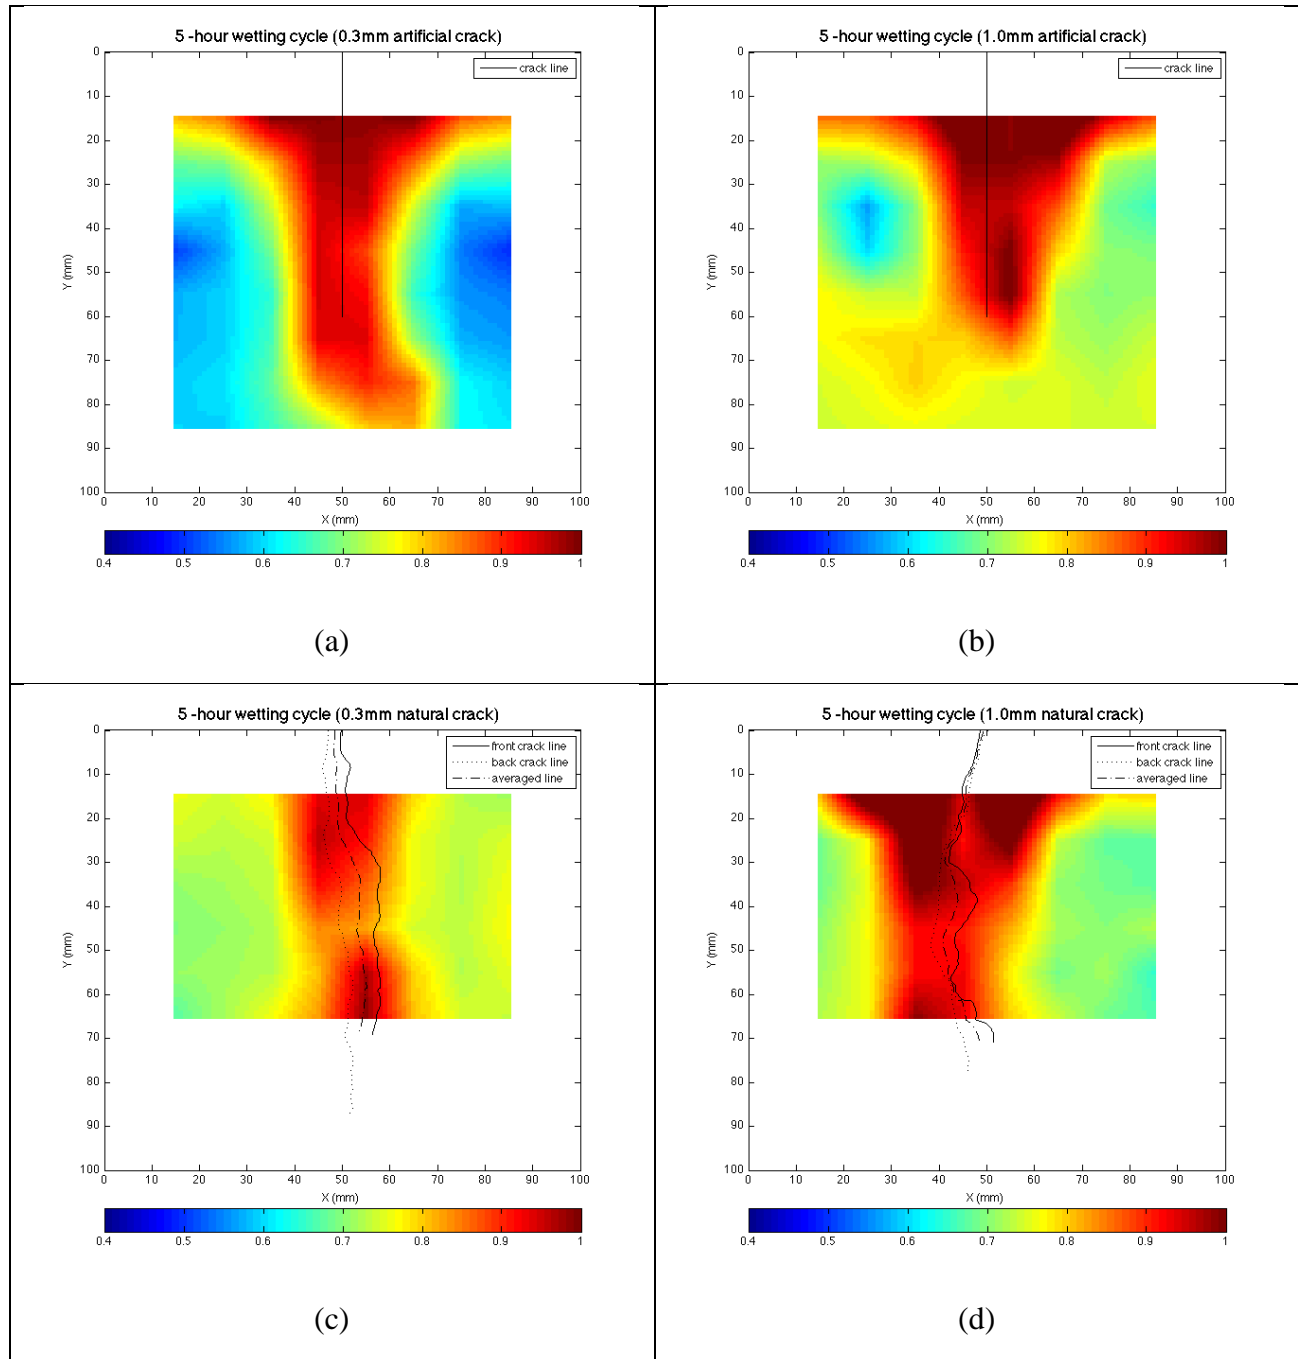 5 -hour wetting cycle (0.3mm artificial crack)
crack line
0
10
20
30
40
50
60
70
80
90
100
Y (mm)
0 10 20 30 40 50 60 70 80 90 100
X (mm)
0.4 0.5 0.6 0.7 0.8 0.9 1
(a)
5 -hour wetting cycle (1.0mm artificial crack)
crack line
0
10
20
30
40
50
60
70
80
90
100
Y (mm)
0 10 20 30 40 50 60 70 80 90 100
X (mm)
0.4 0.5 0.6 0.7 0.8 0.9 1
(b)
5 -hour wetting cycle (0.3mm natural crack)
front crack line
back crack line
averaged line
0
10
20
30
40
50
60
70
80
90
100
Y (mm)
0 10 20 30 40 50 60 70 80 90 100
X (mm)
0.4 0.5 0.6 0.7 0.8 0.9 1
(c)
5 -hour wetting cycle (1.0mm natural crack)
front crack line
back crack line
averaged line
0
10
20
30
40
50
60
70
80
90
100
Y (mm)
0 10 20 30 40 50 60 70 80 90 100
X (mm)
0.4 0.5 0.6 0.7 0.8 0.9 1
(d)